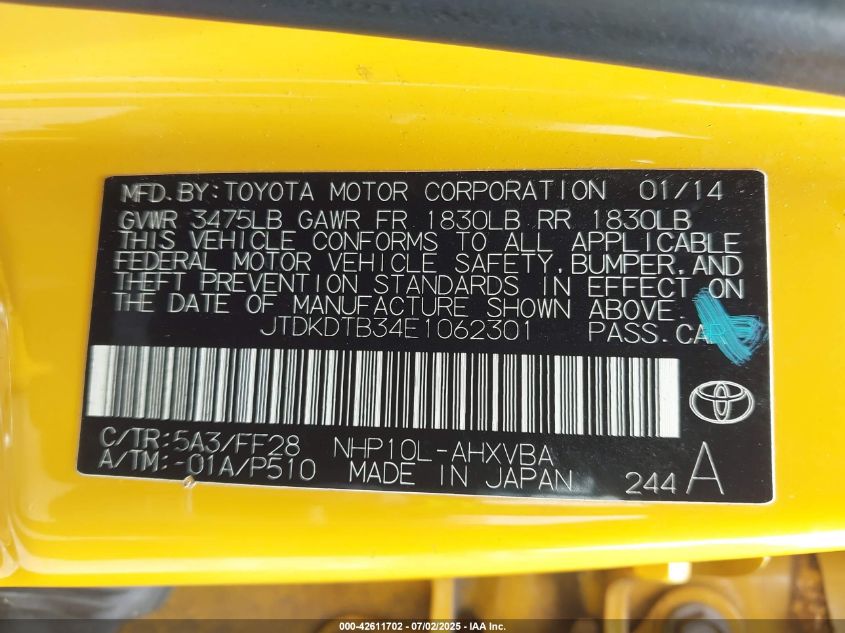 MFD. BY: TOYOTA MOTOR CORPORATION 01/14
GVWR 3475LB GAWR FR 1830LB RR 1830LB
THIS VEHICLE CONFORMS TO ALL APPLICABLE
FEDERAL MOTOR VEHICLE SAFETY, BUMPER, AND
THEFT PREVENTION STANDARDS IN EFFECT ON
THE DATE OF MANUFACTURE SHOWN ABOVE.
JTDKDTB34E1062301 PASS. CAR
C/TR: 5A3/FF28 NHP10L-AHXVBA
A/TM: -01A/P510 MADE IN JAPAN 244 A
000-42611702 - 07/02/2025 - IAAI.COM